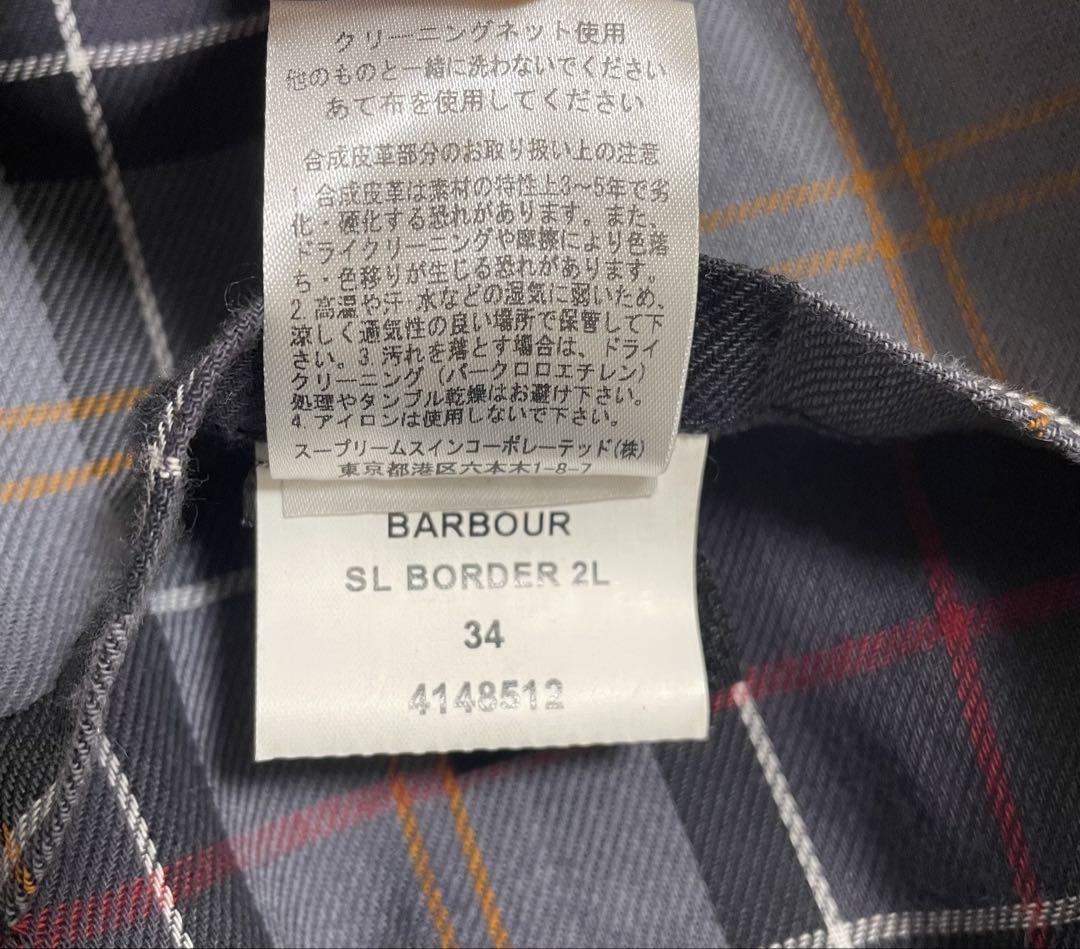 クリーニングネット使用
他のものと一緒に洗わないでください
あて布を使用してください
合成皮革部分のお取り扱い上の注意
1. 合成皮革は素材の特性上3〜5年で劣
化・硬化する恐れがあります。また、
ドライクリーニングや摩擦により色落
ち・色移りが生じる恐れがあります。
2. 高温や汗・水などの湿気に弱いため、
涼しく通気性の良い場所で保管して下
さい。3. 汚れを落とす場合は、ドライ
クリーニング (パークロロエチレン)
処理やタンブル乾燥はお避け下さい。
4. アイロンは使用しないで下さい。
スープリームスインコーポレーテッド(株)
東京都港区六本木1-8-7
BARBOUR
SL BORDER 2L
34
4148512